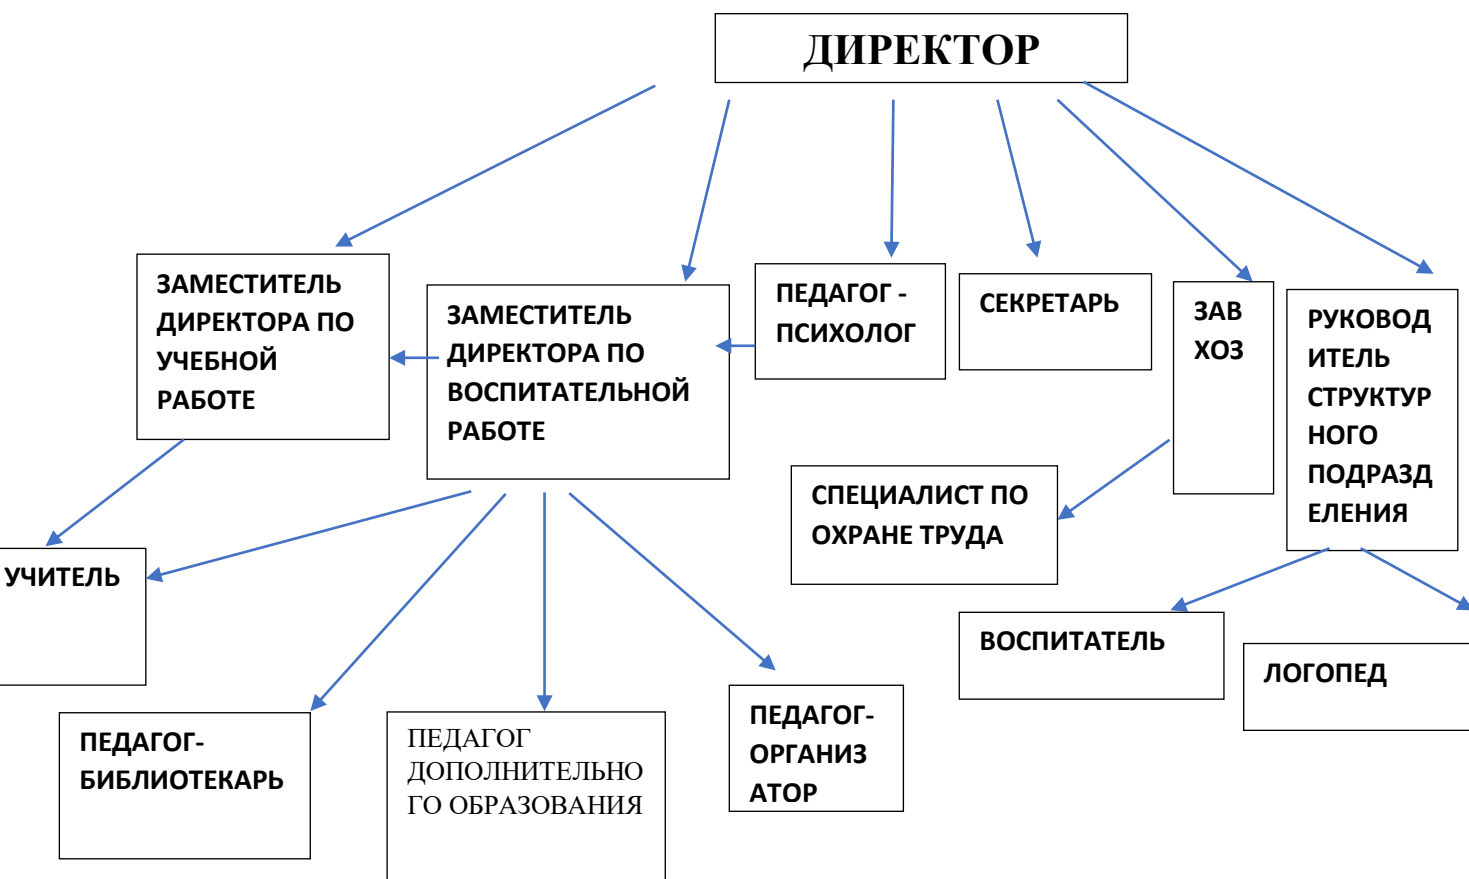 ДИРЕКТОР
ЗАМЕСТИТЕЛЬ
ДИРЕКТОРА ПО
УЧЕБНОЙ
РАБОТЕ
ЗАМЕСТИТЕЛЬ
ДИРЕКТОРА ПО
ВОСПИТАТЕЛЬНОЙ
РАБОТЕ
ПЕДАГОГ -
ПСИХОЛОГ
СЕКРЕТАРЬ
ЗАВ
ХОЗ
РУКОВОД
ИТЕЛЬ
СТРУКТУР
НОГО
ПОДРАЗД
ЕЛЕНИЯ
СПЕЦИАЛИСТ ПО
ОХРАНЕ ТРУДА
УЧИТЕЛЬ
ВОСПИТАТЕЛЬ
ЛОГОПЕД
ПЕДАГОГ-
БИБЛИОТЕКАРЬ
ПЕДАГОГ
ДОПОЛНИТЕЛЬНО
ГО ОБРАЗОВАНИЯ
ПЕДАГОГ-
ОРГАНИЗ
АТОР